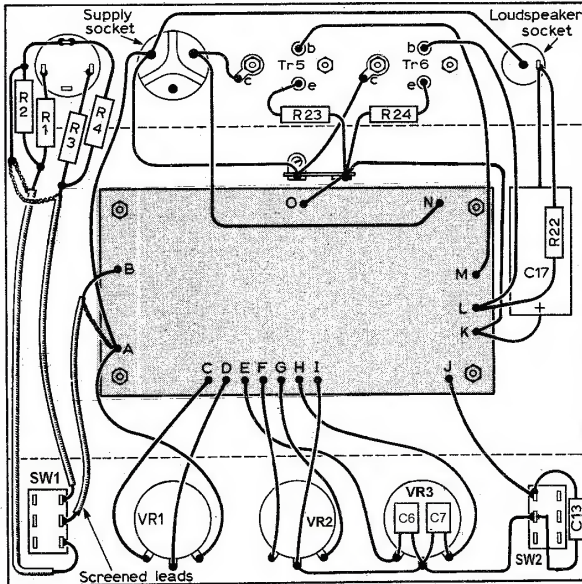 Supply
socket
Loudspeaker
socket
b
Tr5
c
e
b
Tr6
c
e
R2
R1
R3
R4
R23
R24
O
N
B
M
L
K
A
R22
C17
+
C D E F G H I
J
SW1
VR1
VR2
VR3
C6
C7
SW2
C13
Screened leads